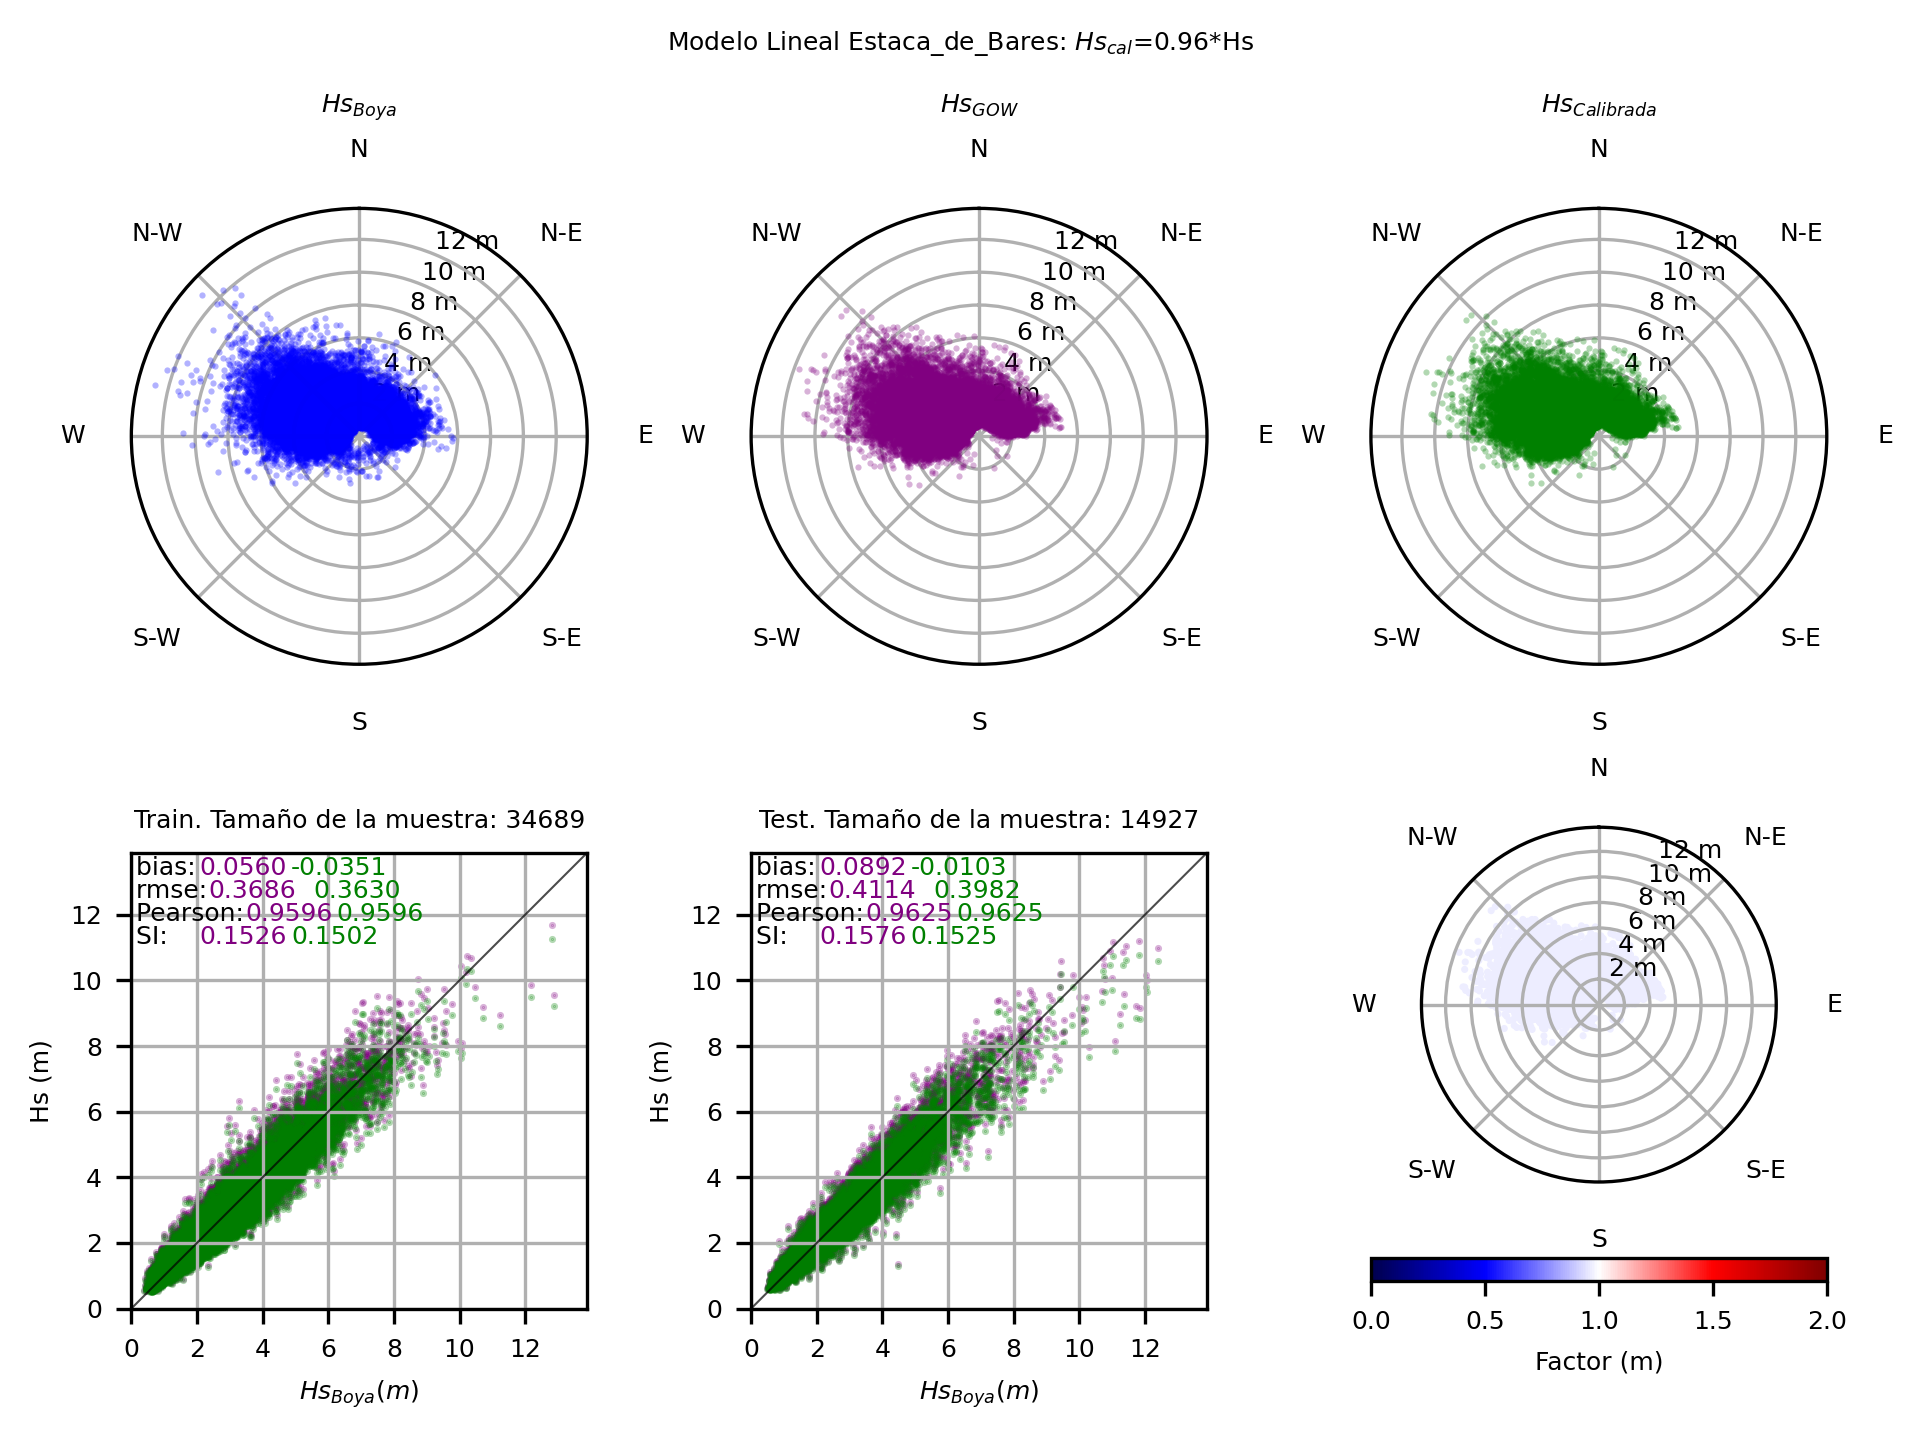 Modelo Lineal Estaca_de_Bares: Hs_cal=0.96*Hs
Hs_Boya
N
N-W
N-E
12 m
10 m
8 m
6 m
4 m
m
W
E
S-W
S-E
S
Hs_GOW
N
N-W
N-E
12 m
10 m
8 m
6 m
4 m
m
W
E
S-W
S-E
S
Hs_Calibrada
N
N-W
N-E
12 m
10 m
8 m
6 m
4 m
m
W
E
S-W
S-E
S
Train. Tamaño de la muestra: 34689
bias: 0.0560 -0.0351
rmse: 0.3686 0.3630
Pearson: 0.9596 0.9596
SI: 0.1526 0.1502
12
10
8
6
4
2
0
Hs (m)
0 2 4 6 8 10 12
Hs_Boya(m)
Test. Tamaño de la muestra: 14927
bias: 0.0892 -0.0103
rmse: 0.4114 0.3982
Pearson: 0.9625 0.9625
SI: 0.1576 0.1525
12
10
8
6
4
2
0
Hs (m)
0 2 4 6 8 10 12
Hs_Boya(m)
N
N-W
N-E
12 m
10 m
8 m
6 m
4 m
2 m
W
E
S-W
S-E
S
0.0 0.5 1.0 1.5 2.0
Factor (m)